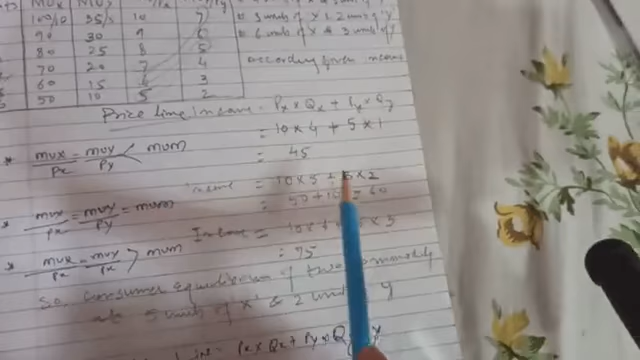 MUx MUy
100/10 35/5 10 7
90 30 9 6
80 25 8 5
70 20 7 4
60 15 6 3
50 10 5 2
5 units of X & 2 units of Y
6 units of X & 3 units of Y
according given income
Price line Income = Px × Qx + Py × Qy
= 10 × 4 + 5 × 1
= 45
* MUx/Px = MUy/Py < MUM
Income = 10 × 5 + 5 × 2
= 50 + 10 = 60
* MUx/Px = MUy/Py = MUM
Income = × 3
* MUx/Px = MUy/Py > MUM
= 75
So, Consumer equilibrium of two commodity
5 units of 'x' & 2 units y
Px × Qx + Py × Q